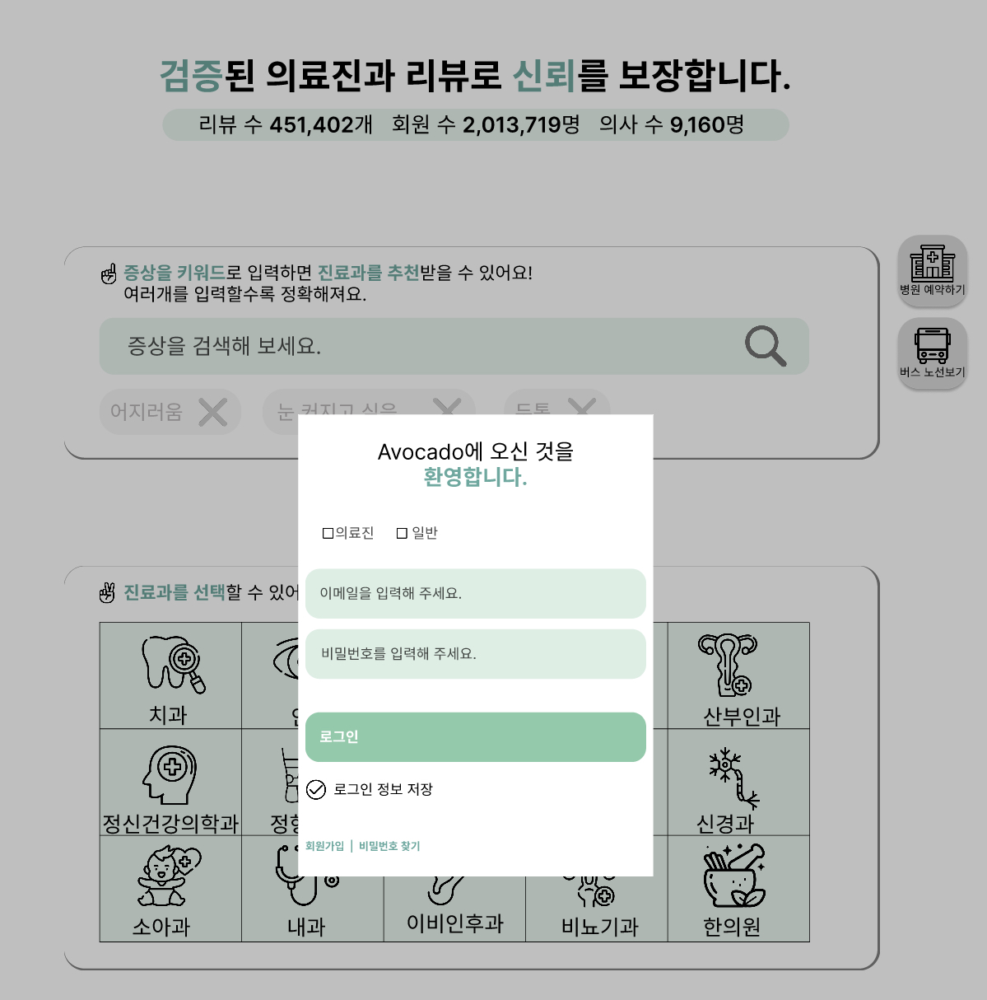 검증된 의료진과 리뷰로 신뢰를 보장합니다.
리뷰 수 451,402개 회원 수 2,013,719명 의사 수 9,160명
증상을 키워드로 입력하면 진료과를 추천받을 수 있어요!
여러개를 입력할수록 정확해져요.
증상을 검색해 보세요.
어지러움 눈 커지고 싶음 두통
병원 예약하기
버스 노선보기
Avocado에 오신 것을
환영합니다.
의료진 일반
이메일을 입력해 주세요.
비밀번호를 입력해 주세요.
로그인
로그인 정보 저장
회원가입 | 비밀번호 찾기
진료과를 선택할 수 있어
치과 산부인과
정신건강의학과 정형 신경과
소아과 내과 이비인후과 비뇨기과 한의원